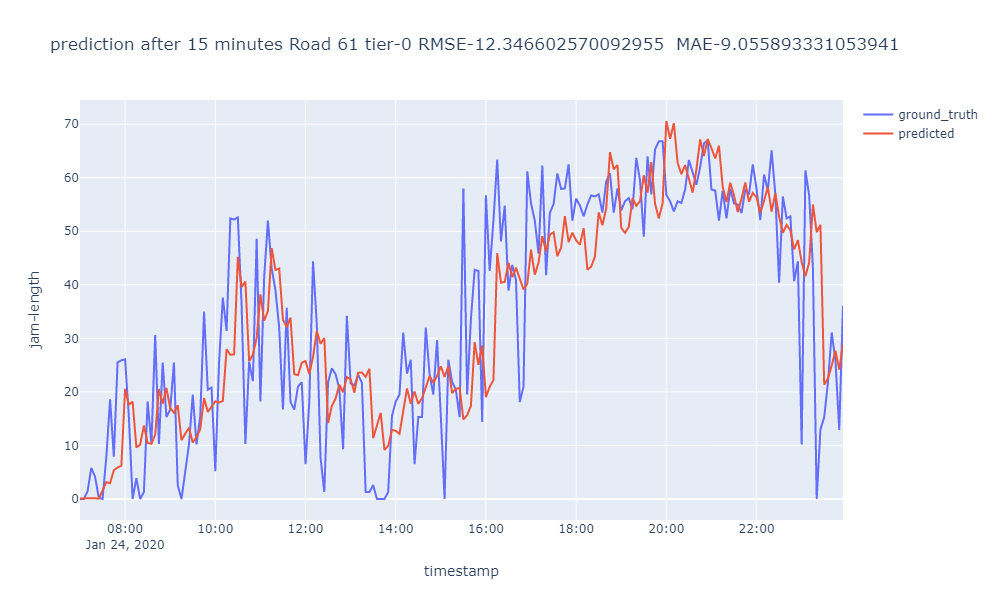 prediction after 15 minutes Road 61 tier-0 RMSE-12.346602570092955  MAE-9.055893331053941
ground_truth
predicted
jam-length
70
60
50
40
30
20
10
0
08:00 10:00 12:00 14:00 16:00 18:00 20:00 22:00
Jan 24, 2020
timestamp